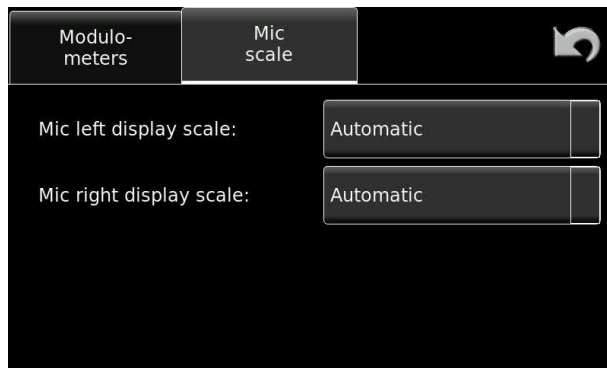 Modulo-
meters
Mic
scale
Mic left display scale:
Automatic
Mic right display scale:
Automatic